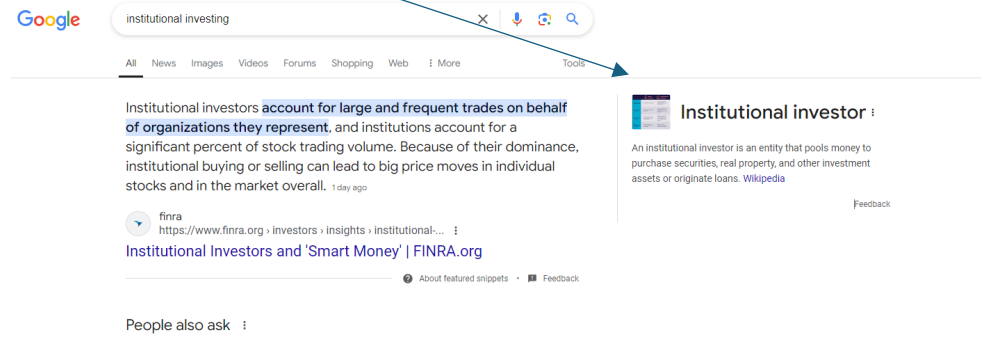 Google
institutional investing
All News Images Videos Forums Shopping Web More Tools
Institutional investors account for large and frequent trades on behalf
of organizations they represent, and institutions account for a
significant percent of stock trading volume. Because of their dominance,
institutional buying or selling can lead to big price moves in individual
stocks and in the market overall. 1 day ago
finra
https://www.finra.org › investors › insights › institutional-...
Institutional Investors and 'Smart Money' | FINRA.org
About featured snippets • Feedback
People also ask
Institutional investor
An institutional investor is an entity that pools money to
purchase securities, real property, and other investment
assets or originate loans. Wikipedia
Feedback